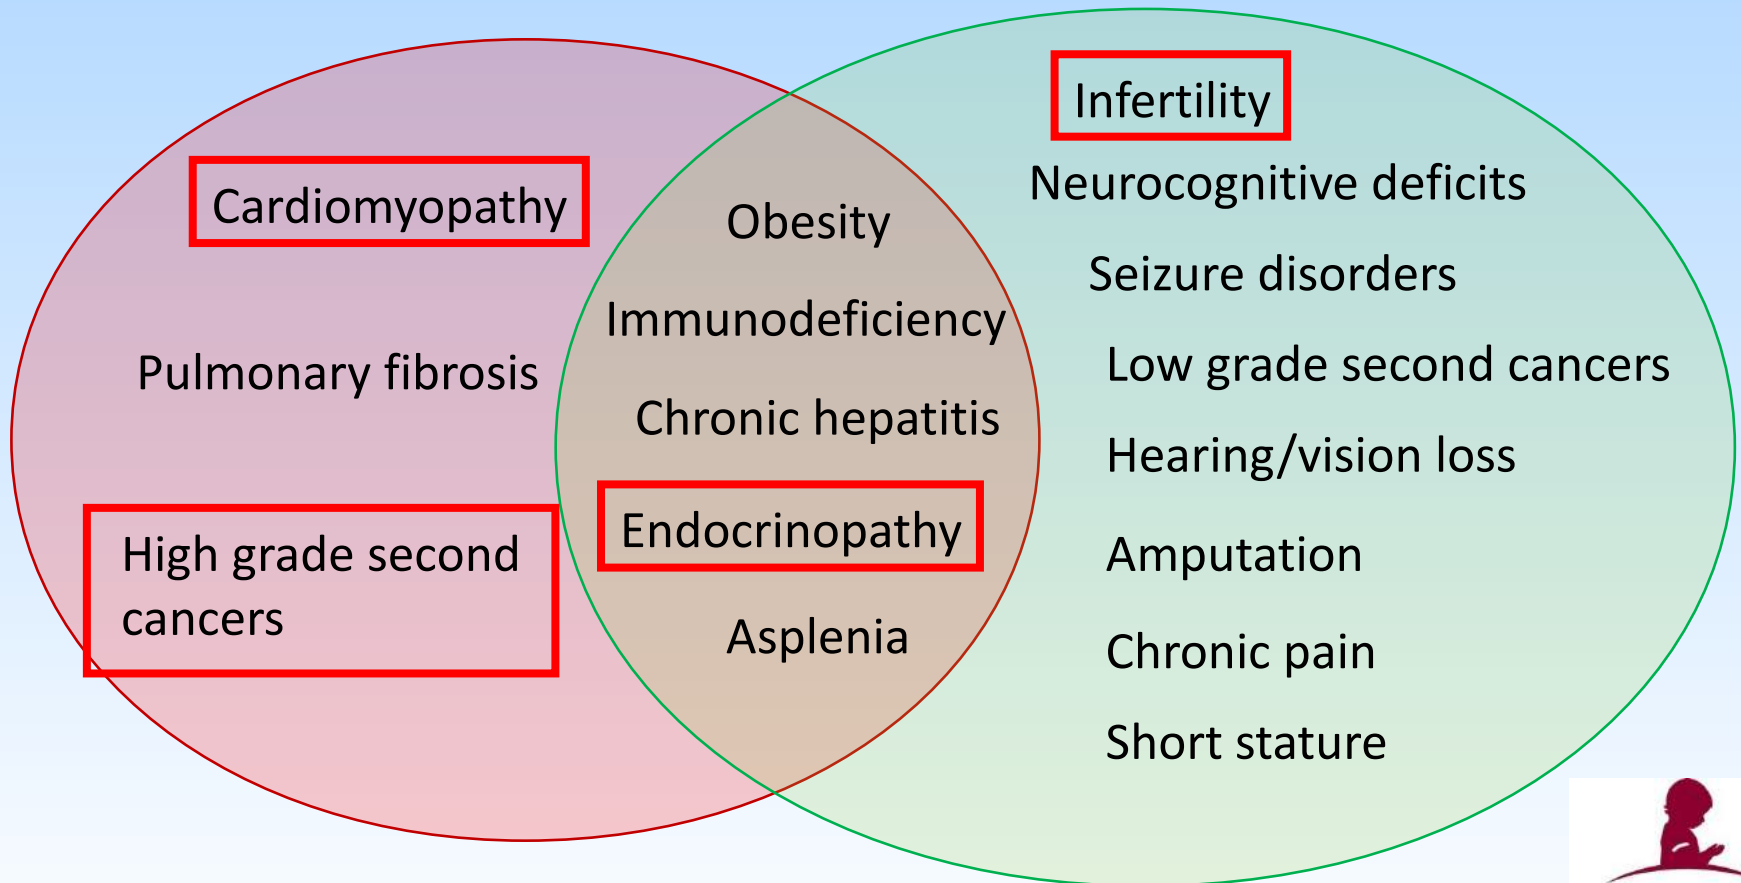 Cardiomyopathy
Pulmonary fibrosis
High grade second
cancers
Obesity
Immunodeficiency
Chronic hepatitis
Endocrinopathy
Asplenia
Infertility
Neurocognitive deficits
Seizure disorders
Low grade second cancers
Hearing/vision loss
Amputation
Chronic pain
Short stature